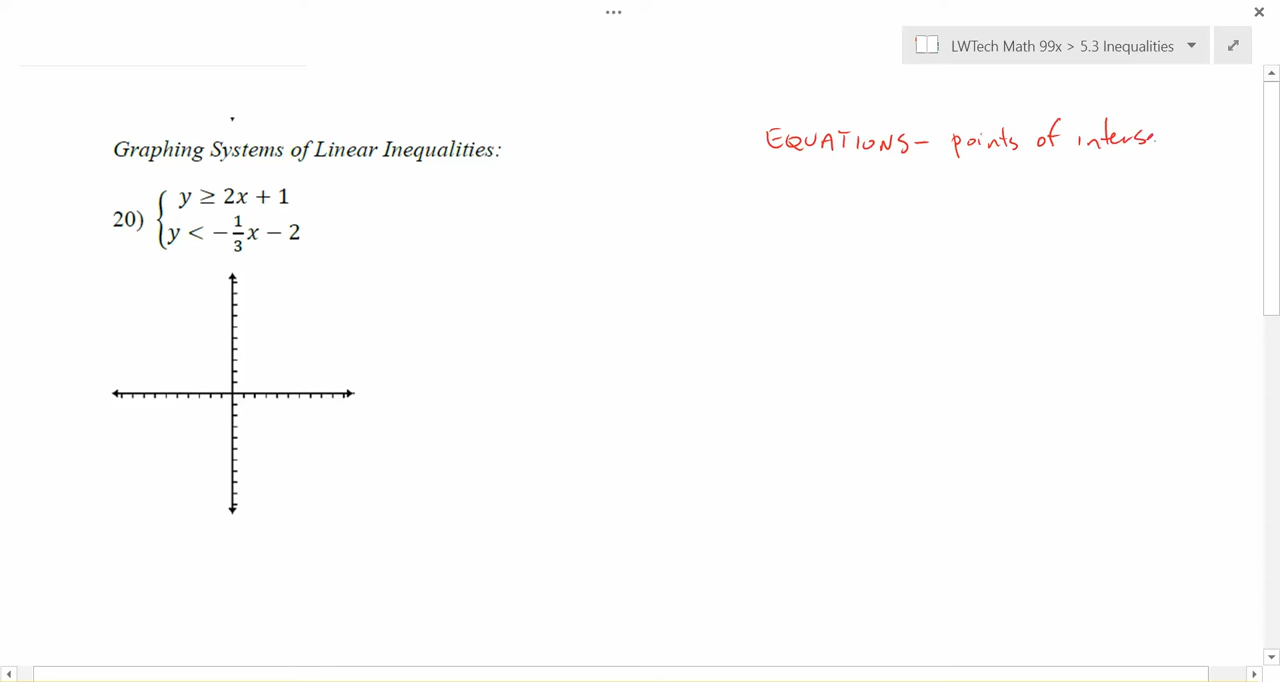 LWTech Math 99x > 5.3 Inequalities
EQUATIONS – points of interse
Graphing Systems of Linear Inequalities:
20) { y ≥ 2x + 1
y < −1/3x − 2